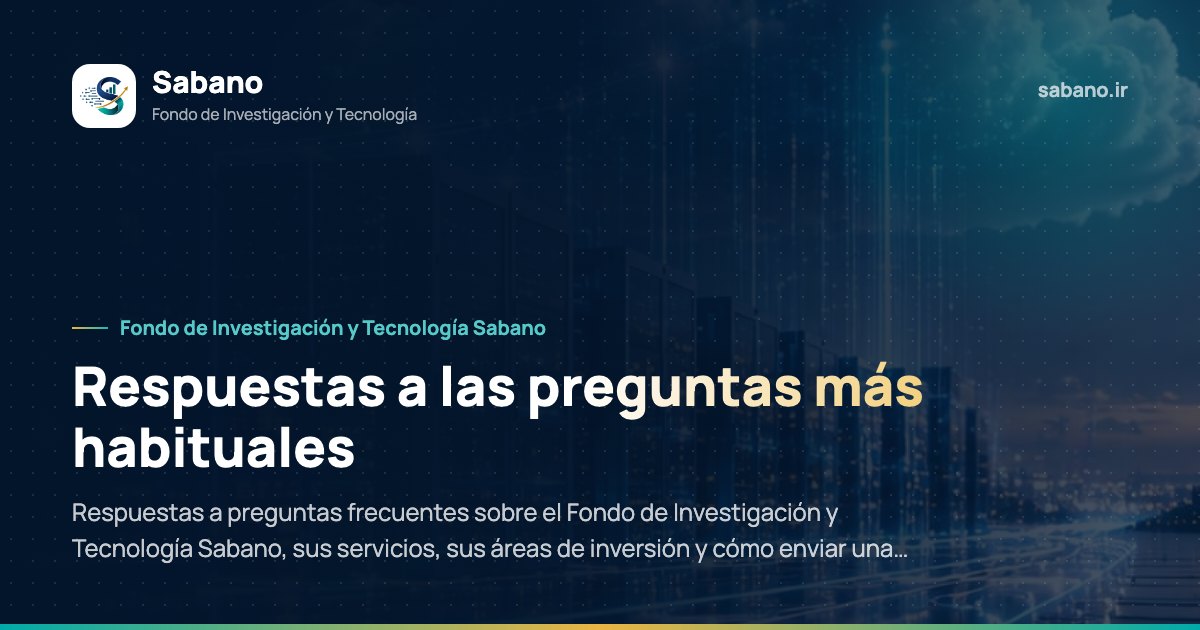 Sabano
Fondo de Investigación y Tecnología
sabano.ir
Fondo de Investigación y Tecnología Sabano
Respuestas a las preguntas más
habituales
Respuestas a preguntas frecuentes sobre el Fondo de Investigación y
Tecnología Sabano, sus servicios, sus áreas de inversión y cómo enviar una...